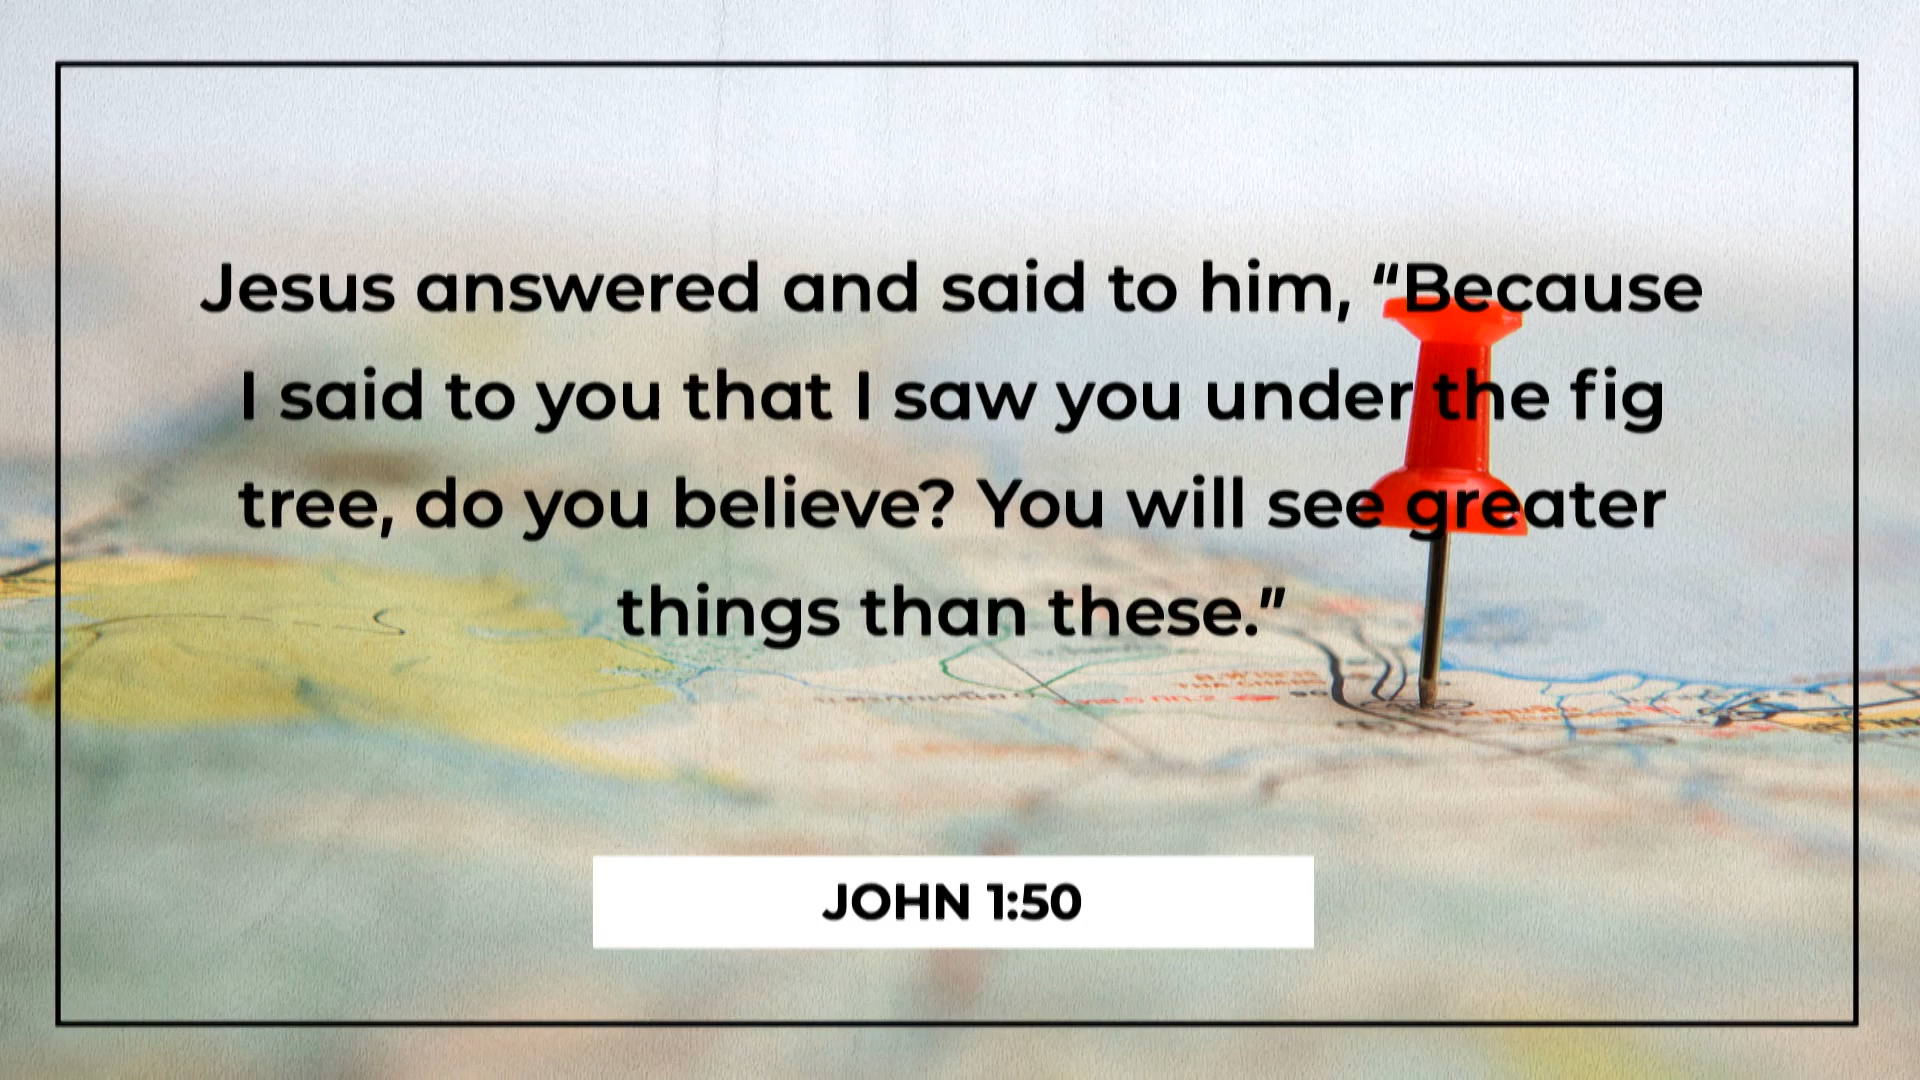 Jesus answered and said to him, “Because
I said to you that I saw you under the fig
tree, do you believe? You will see greater
things than these.”
JOHN 1:50